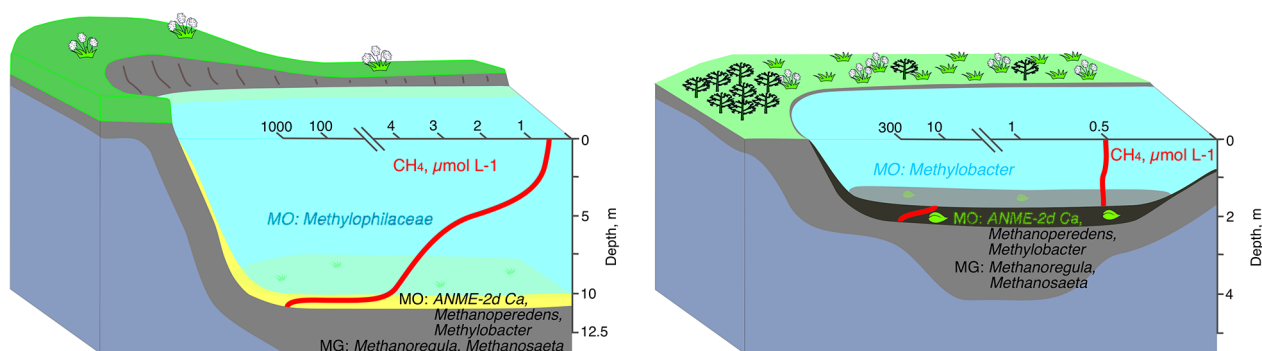 1000 100 4 3 2 1
0
CH₄, µmol L-1
MO: Methylophilaceae
5
Depth, m
10
MO: ANME-2d Ca,
Methanoperedens,
Methylobacter
12.5
MG: Methanoregula, Methanosaeta
300 10 1 0.5
0
CH₄, µmol L-1
MO: Methylobacter
2
MO: ANME-2d Ca,
Methanoperedens,
Methylobacter
MG: Methanoregula,
Methanosaeta
Depth, m
4